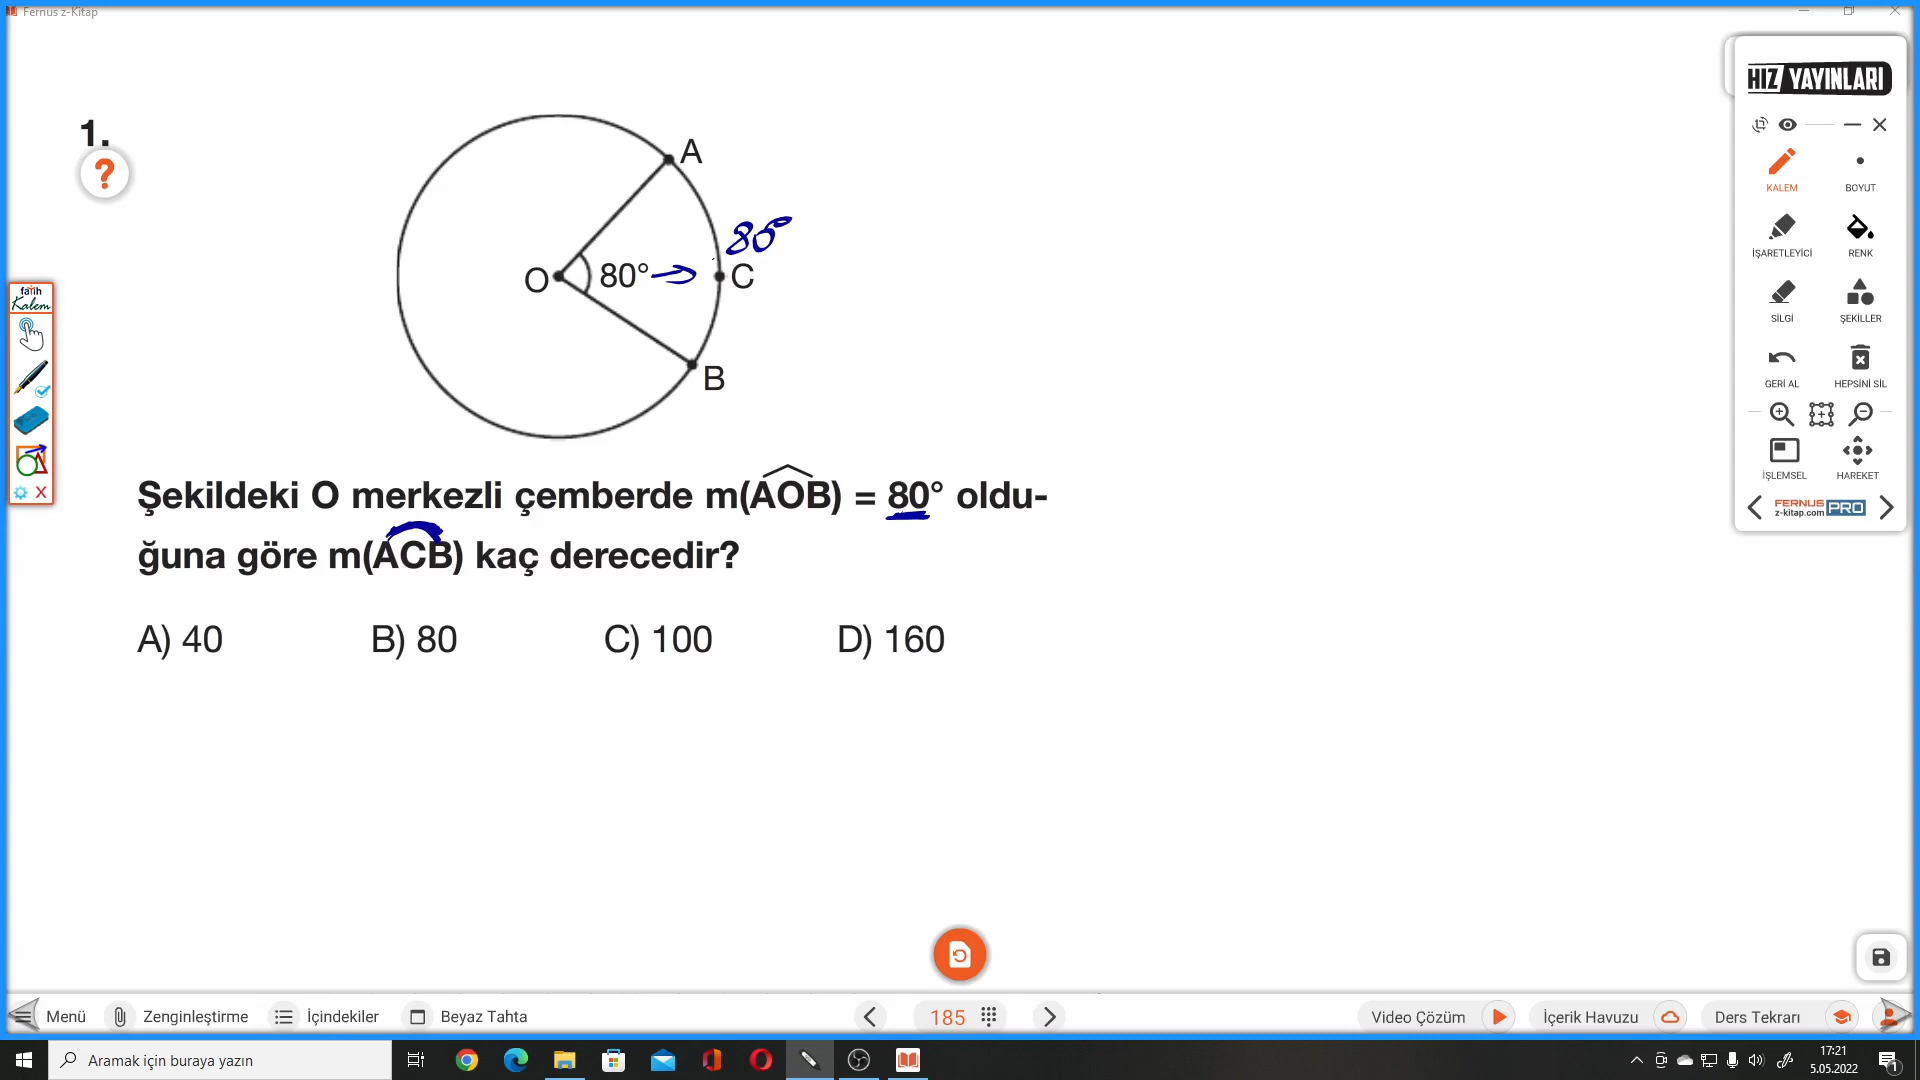 Fernus z-Kitap
HIZ YAYINLARI
1.
?
A
80°
O
80°
C
B
KALEM
BOYUT
İŞARETLEYİCİ
RENK
SİLGİ
ŞEKİLLER
GERİ AL
HEPSİNİ SİL
İŞLEMSEL
HAREKET
FERNUS
z-kitap.com
PRO
fatih
Kalem
Şekildeki O merkezli çemberde m(AOB) = 80° oldu-
ğuna göre m(ACB) kaç derecedir?
A) 40 B) 80 C) 100 D) 160
Menü Zenginleştirme İçindekiler Beyaz Tahta 185 Video Çözüm İçerik Havuzu Ders Tekrarı
Aramak için buraya yazın
17:21
5.05.2022
1